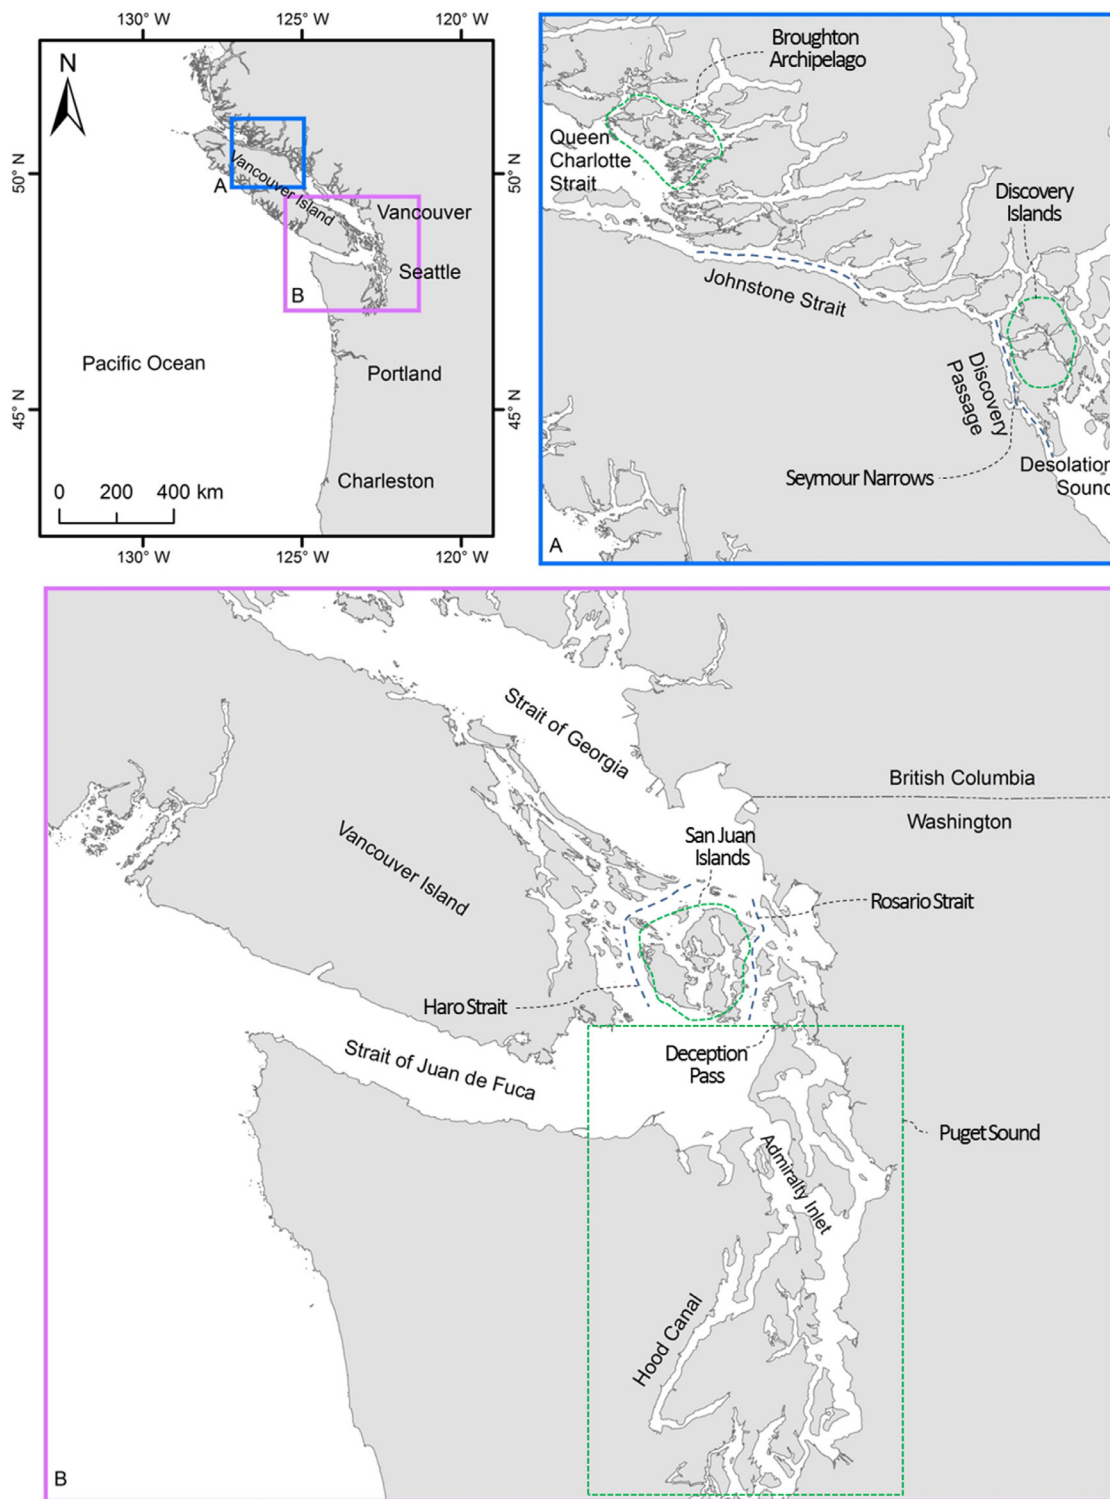 130° W
125° W
120° W
N
50° N
50° N
Vancouver Island
A
Vancouver
Seattle
B
Pacific Ocean
Portland
45° N
45° N
Charleston
0 200 400 km
130° W
125° W
120° W
Broughton
Archipelago
Queen
Charlotte
Strait
Discovery
Islands
Johnstone Strait
Discovery
Passage
Seymour Narrows
Desolation
Sound
A
Strait of Georgia
British Columbia
Washington
Vancouver Island
San Juan
Islands
Rosario Strait
Haro Strait
Strait of Juan de Fuca
Deception
Pass
Puget Sound
Admiralty Inlet
Hood Canal
B